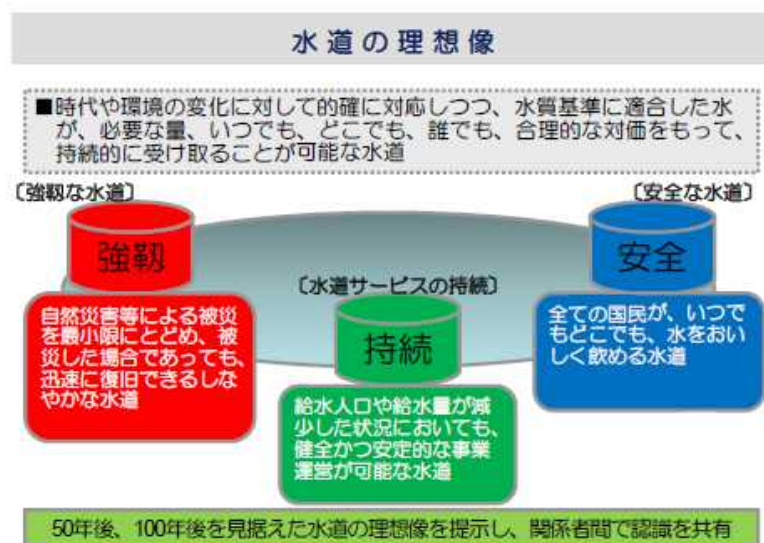 水道の理想像
■時代や環境の変化に対して的確に対応しつつ、水質基準に適合した水
が、必要な量、いつでも、どこでも、誰でも、合理的な対価をもって、
持続的に受け取ることが可能な水道
〔強靱な水道〕
〔安全な水道〕
強靱
安全
〔水道サービスの持続〕
持続
自然災害等による被災
を最小限にとどめ、被
災した場合であっても、
迅速に復旧できるしな
やかな水道
全ての国民が、いつで
もどこでも、水をおい
しく飲める水道
給水人口や給水量が減
少した状況においても、
健全かつ安定的な事業
運営が可能な水道
50年後、100年後を見据えた水道の理想像を提示し、関係者間で認識を共有